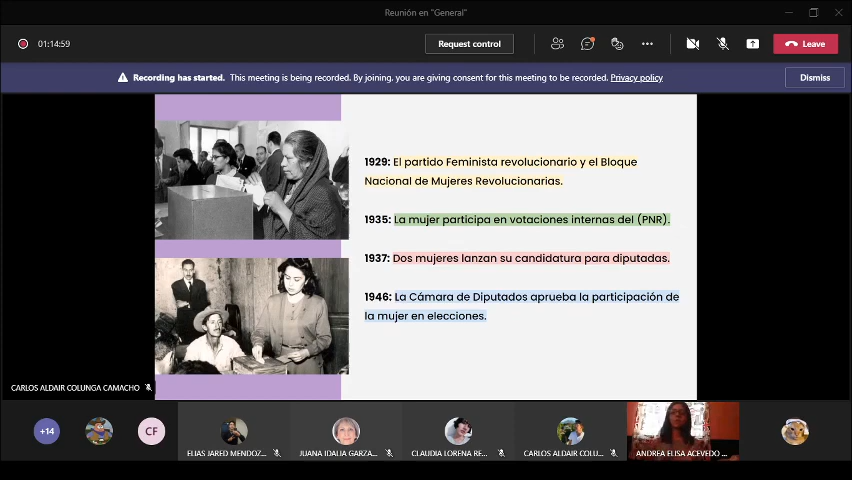 Reunión en "General"
01:14:59
Request control
Leave
Recording has started. This meeting is being recorded. By joining, you are giving consent for this meeting to be recorded. Privacy policy
Dismiss
1929: El partido Feminista revolucionario y el Bloque
Nacional de Mujeres Revolucionarias.
1935: La mujer participa en votaciones internas del (PNR).
1937: Dos mujeres lanzan su candidatura para diputadas.
1946: La Cámara de Diputados aprueba la participación de
la mujer en elecciones.
CARLOS ALDAIR COLUNGA CAMACHO
+14
CF
ELIAS JARED MENDOZ...
JUANA IDALIA GARZA...
CLAUDIA LORENA RE...
CARLOS ALDAIR COLU...
ANDREA ELISA ACEVEDO ...